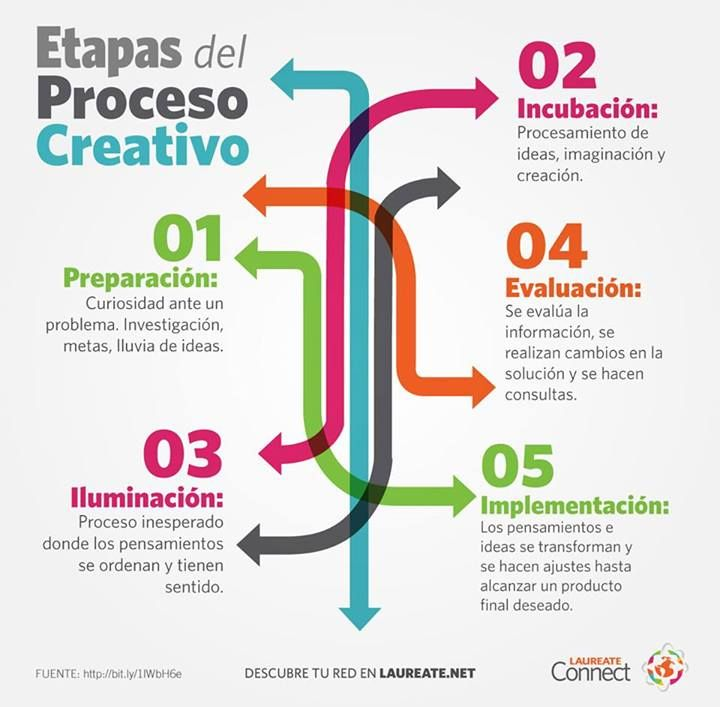 Etapas del
Proceso
Creativo
01
Preparación:
Curiosidad ante un
problema. Investigación,
metas, lluvia de ideas.
02
Incubación:
Procesamiento de
ideas, imaginación y
creación.
03
Iluminación:
Proceso inesperado
donde los pensamientos
se ordenan y tienen
sentido.
04
Evaluación:
Se evalúa la
información, se
realizan cambios en la
solución y se hacen
consultas.
05
Implementación:
Los pensamientos e
ideas se transforman y
se hacen ajustes hasta
alcanzar un producto
final deseado.
FUENTE: http://bit.ly/1IWbH6e
DESCUBRE TU RED EN LAUREATE.NET
LAUREATE
Connect